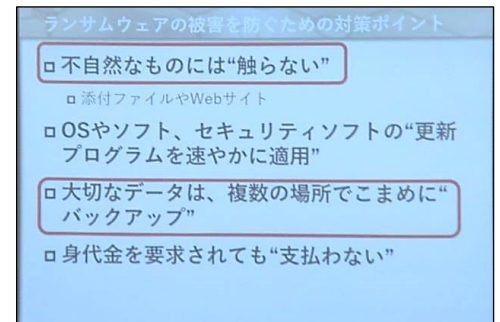 ランサムウェアの被害を防ぐための対策ポイント
不自然なものには“触らない”
添付ファイルやWebサイト
OSやソフト、セキュリティソフトの“更新
プログラムを速やかに適用”
大切なデータは、複数の場所でこまめに“
バックアップ”
身代金を要求されても“支払わない”